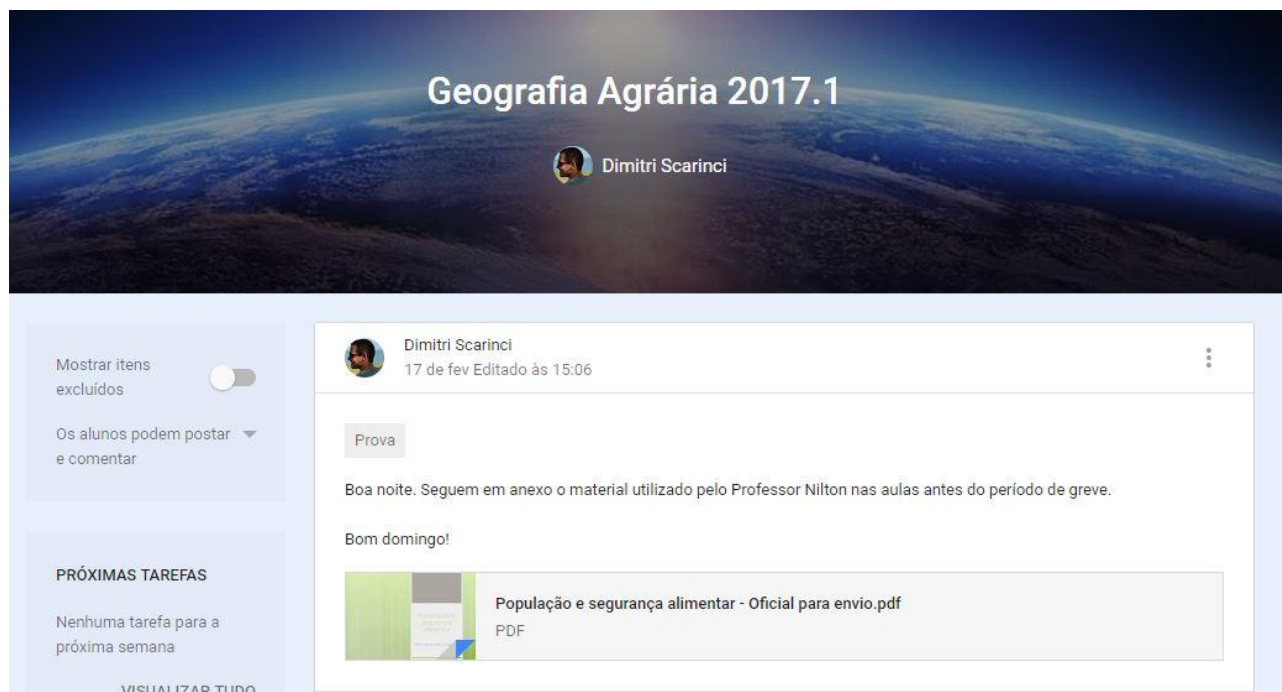 Geografia Agrária 2017.1
Dimitri Scarinci
Mostrar itens
excluídos
Os alunos podem postar
e comentar
PRÓXIMAS TAREFAS
Nenhuma tarefa para a
próxima semana
VISUALIZAR TUDO
Dimitri Scarinci
17 de fev Editado às 15:06
Prova
Boa noite. Seguem em anexo o material utilizado pelo Professor Nilton nas aulas antes do período de greve.
Bom domingo!
População e segurança alimentar - Oficial para envio.pdf
PDF